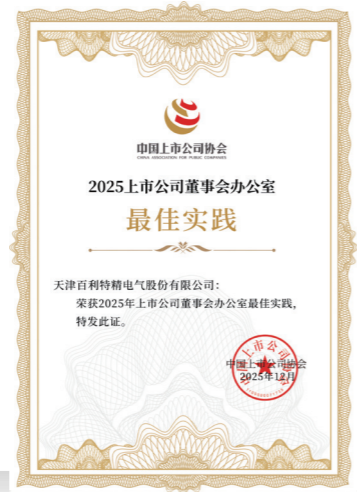 中国上市公司协会
CHINA ASSOCIATION FOR PUBLIC COMPANIES
2025上市公司董事会办公室
最佳实践
天津百利特精电气股份有限公司：
荣获2025年上市公司董事会办公室最佳实践，
特发此证。
中国上市公司协会
2025年12月